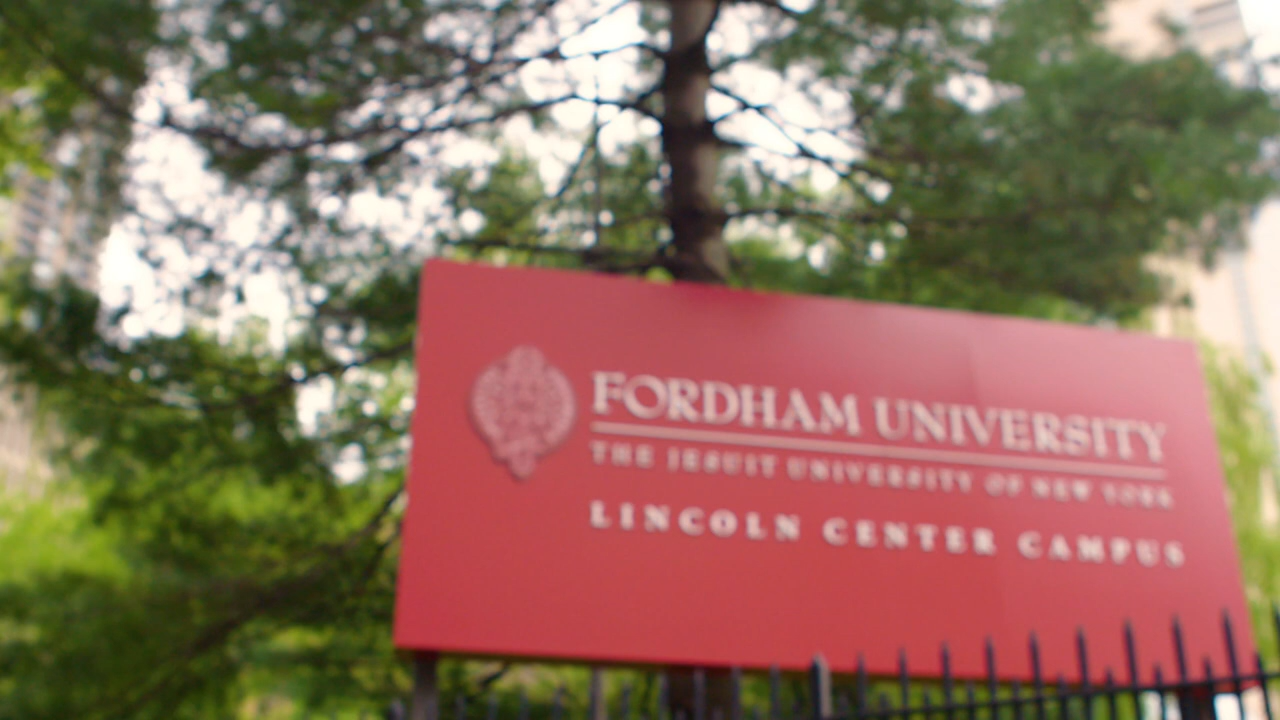 FORDHAM UNIVERSITY
THE JESUIT UNIVERSITY OF NEW YORK
LINCOLN CENTER CAMPUS